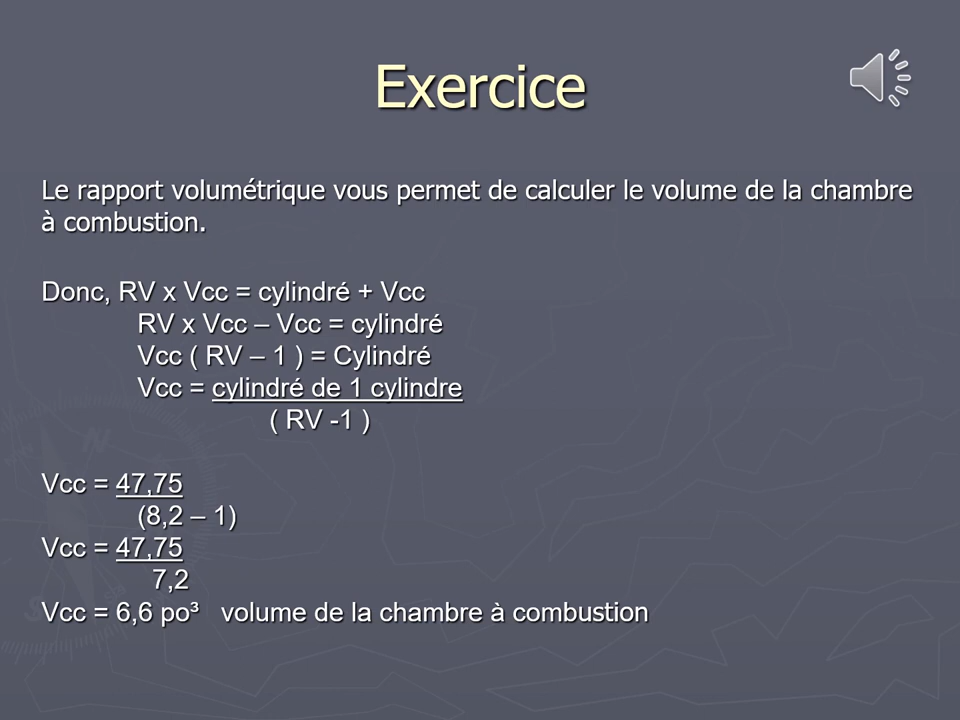 Exercice
Le rapport volumétrique vous permet de calculer le volume de la chambre
à combustion.
Donc, RV x Vcc = cylindré + Vcc
RV x Vcc – Vcc = cylindré
Vcc ( RV – 1 ) = Cylindré
Vcc = cylindré de 1 cylindre
( RV -1 )
Vcc = 47,75
(8,2 – 1)
Vcc = 47,75
7,2
Vcc = 6,6 po³ volume de la chambre à combustion